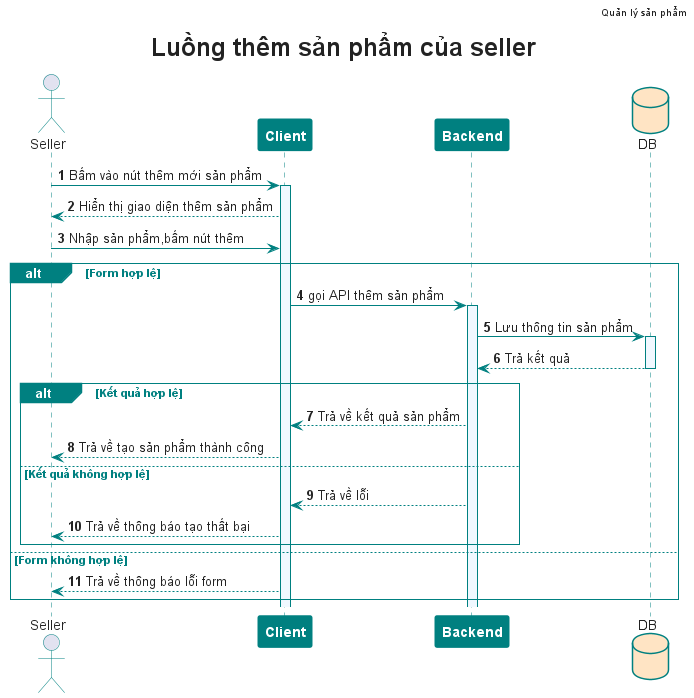 Quản lý sản phẩm
Luồng thêm sản phẩm của seller
Seller
Client
Backend
DB
1 Bấm vào nút thêm mới sản phẩm
2 Hiển thị giao diện thêm sản phẩm
3 Nhập sản phẩm,bấm nút thêm
alt [Form hợp lệ]
4 gọi API thêm sản phẩm
5 Lưu thông tin sản phẩm
6 Trả kết quả
alt [Kết quả hợp lệ]
7 Trả về kết quả sản phẩm
8 Trả về tạo sản phẩm thành công
[Kết quả không hợp lệ]
9 Trả về lỗi
10 Trả về thông báo tạo thất bại
[Form không hợp lệ]
11 Trả về thông báo lỗi form
Seller
Client
Backend
DB